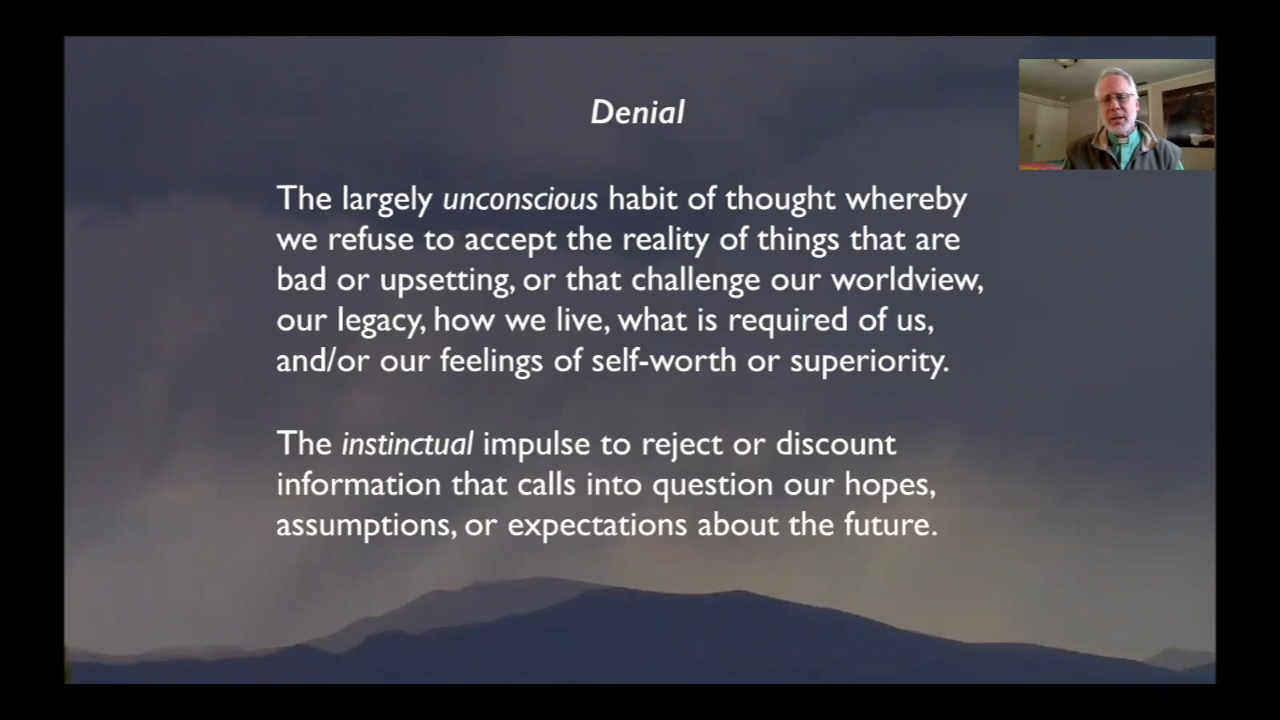 Denial
The largely unconscious habit of thought whereby
we refuse to accept the reality of things that are
bad or upsetting, or that challenge our worldview,
our legacy, how we live, what is required of us,
and/or our feelings of self-worth or superiority.
The instinctual impulse to reject or discount
information that calls into question our hopes,
assumptions, or expectations about the future.